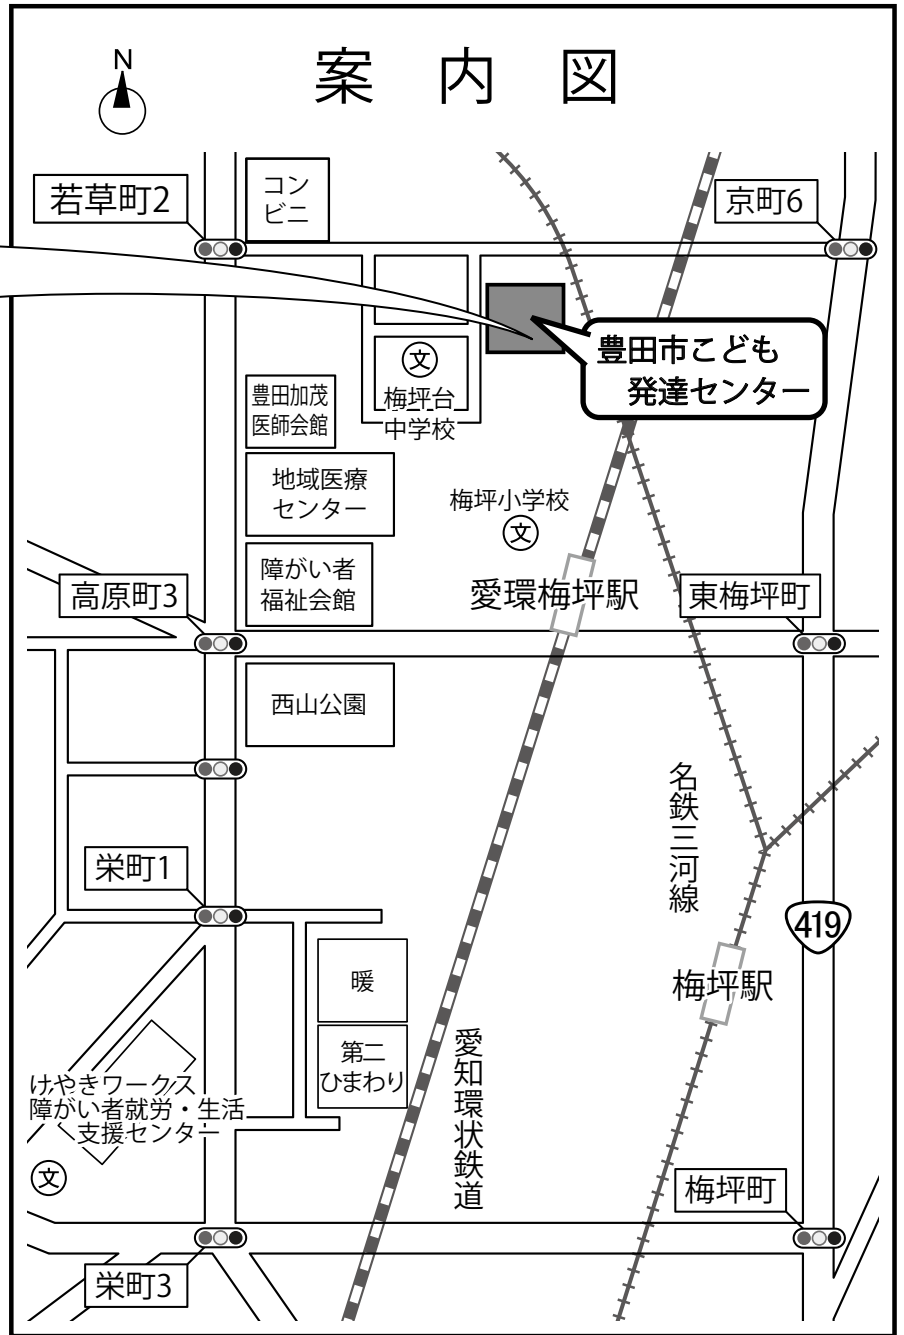 案内図
N
若草町2
コン
ビニ
京町6
豊田市こども
発達センター
文
梅坪台
中学校
豊田加茂
医師会館
地域医療
センター
梅坪小学校
文
障がい者
福祉会館
高原町3
愛環梅坪駅
東梅坪町
西山公園
名鉄三河線
栄町1
419
暖
梅坪駅
第二
ひまわり
愛知環状鉄道
けやきワークス
障がい者就労・生活
支援センター
文
梅坪町
栄町3